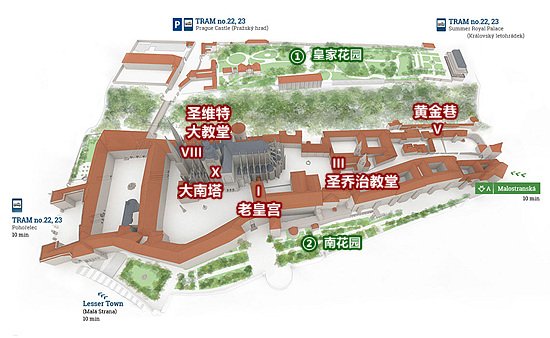 P TRAM no.22, 23
Prague Castle (Pražský hrad)
TRAM no.22, 23
Summer Royal Palace
(Královský letohrádek)
① 皇家花园
圣维特
大教堂
VIII
黄金巷
V
X
大南塔
III
圣乔治教堂
I
老皇宫
A Malostranská
10 min
TRAM no.22, 23
Pohořelec
10 min
② 南花园
Lesser Town
(Mala Strana)
10 min